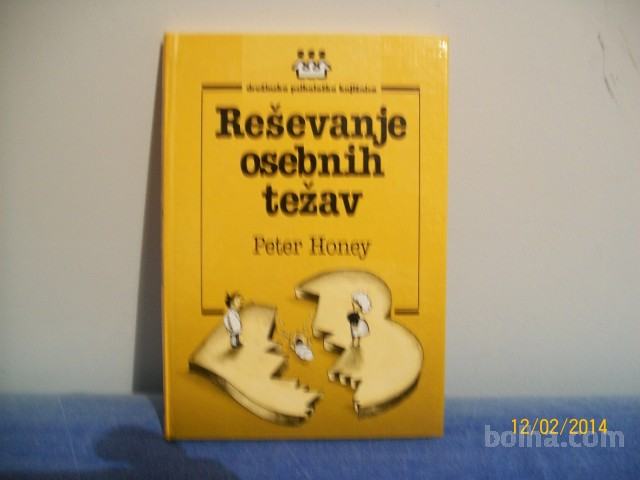 družinska psihološka knjižnica
Reševanje
osebnih
težav
Peter Honey
12/02/2014
bolha.com